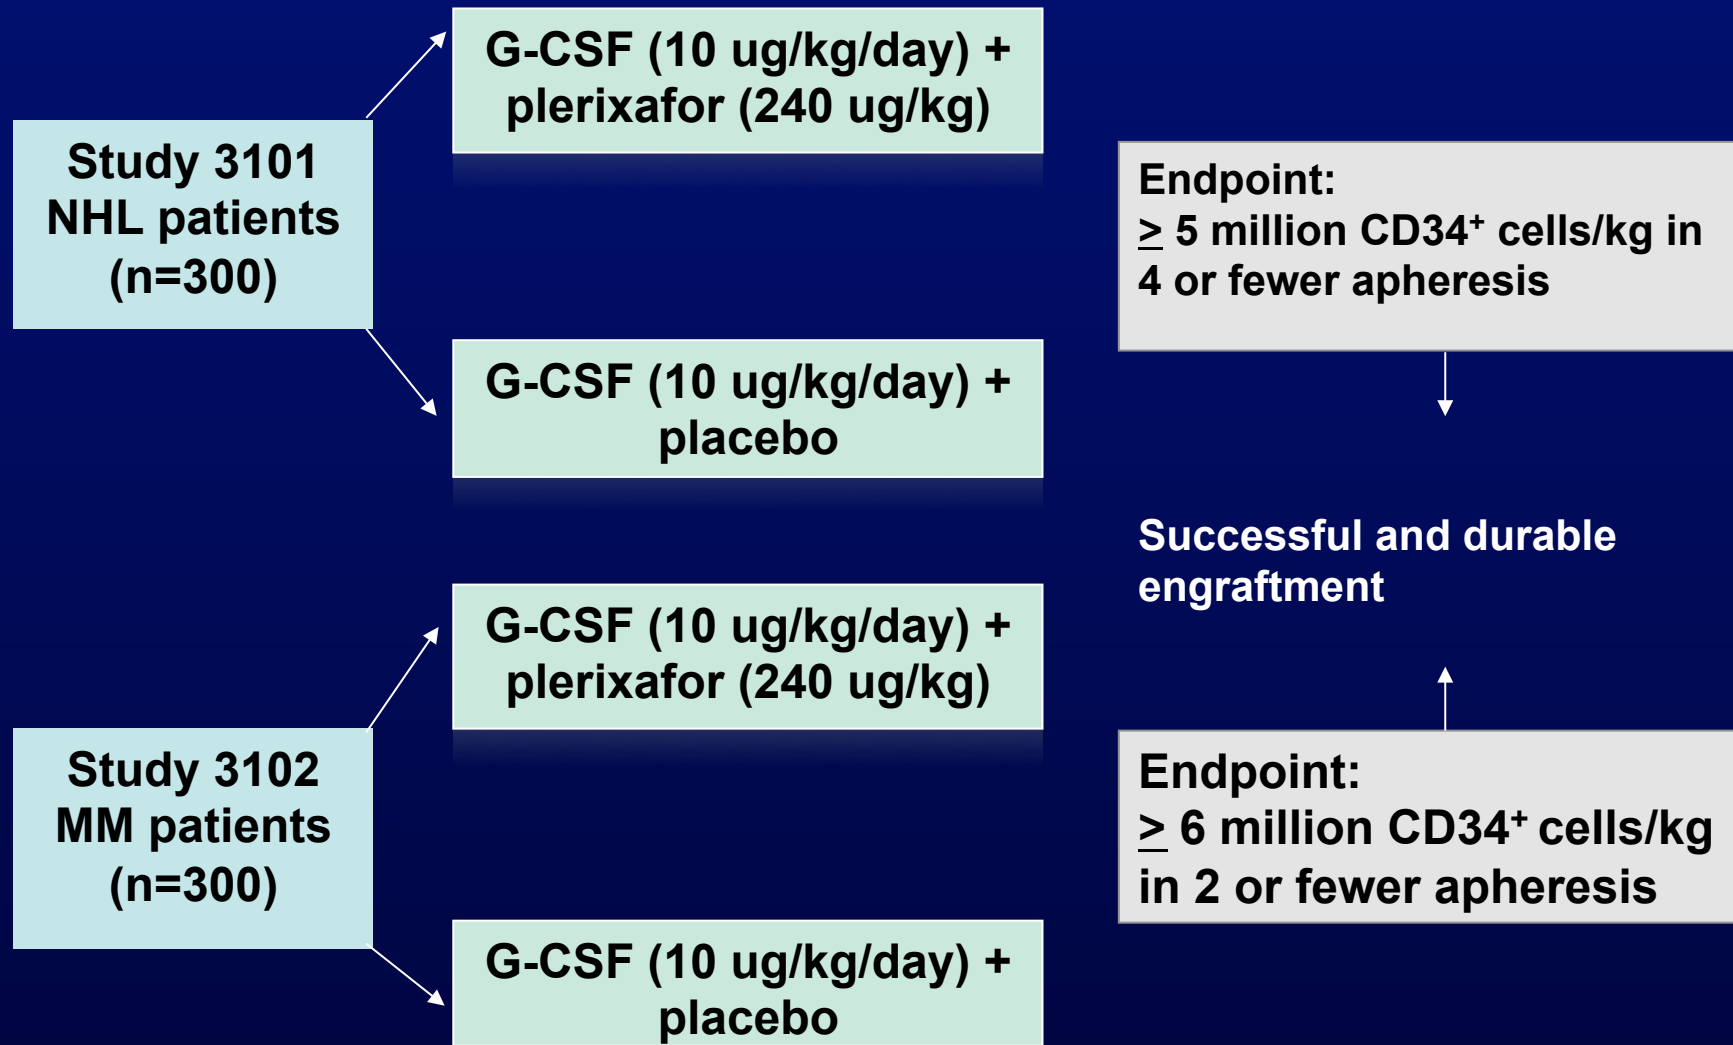 Study 3101
NHL patients
(n=300)
G-CSF (10 ug/kg/day) +
plerixafor (240 ug/kg)
G-CSF (10 ug/kg/day) +
placebo
Endpoint:
≥ 5 million CD34⁺ cells/kg in
4 or fewer apheresis
Successful and durable
engraftment
Study 3102
MM patients
(n=300)
G-CSF (10 ug/kg/day) +
plerixafor (240 ug/kg)
G-CSF (10 ug/kg/day) +
placebo
Endpoint:
≥ 6 million CD34⁺ cells/kg
in 2 or fewer apheresis